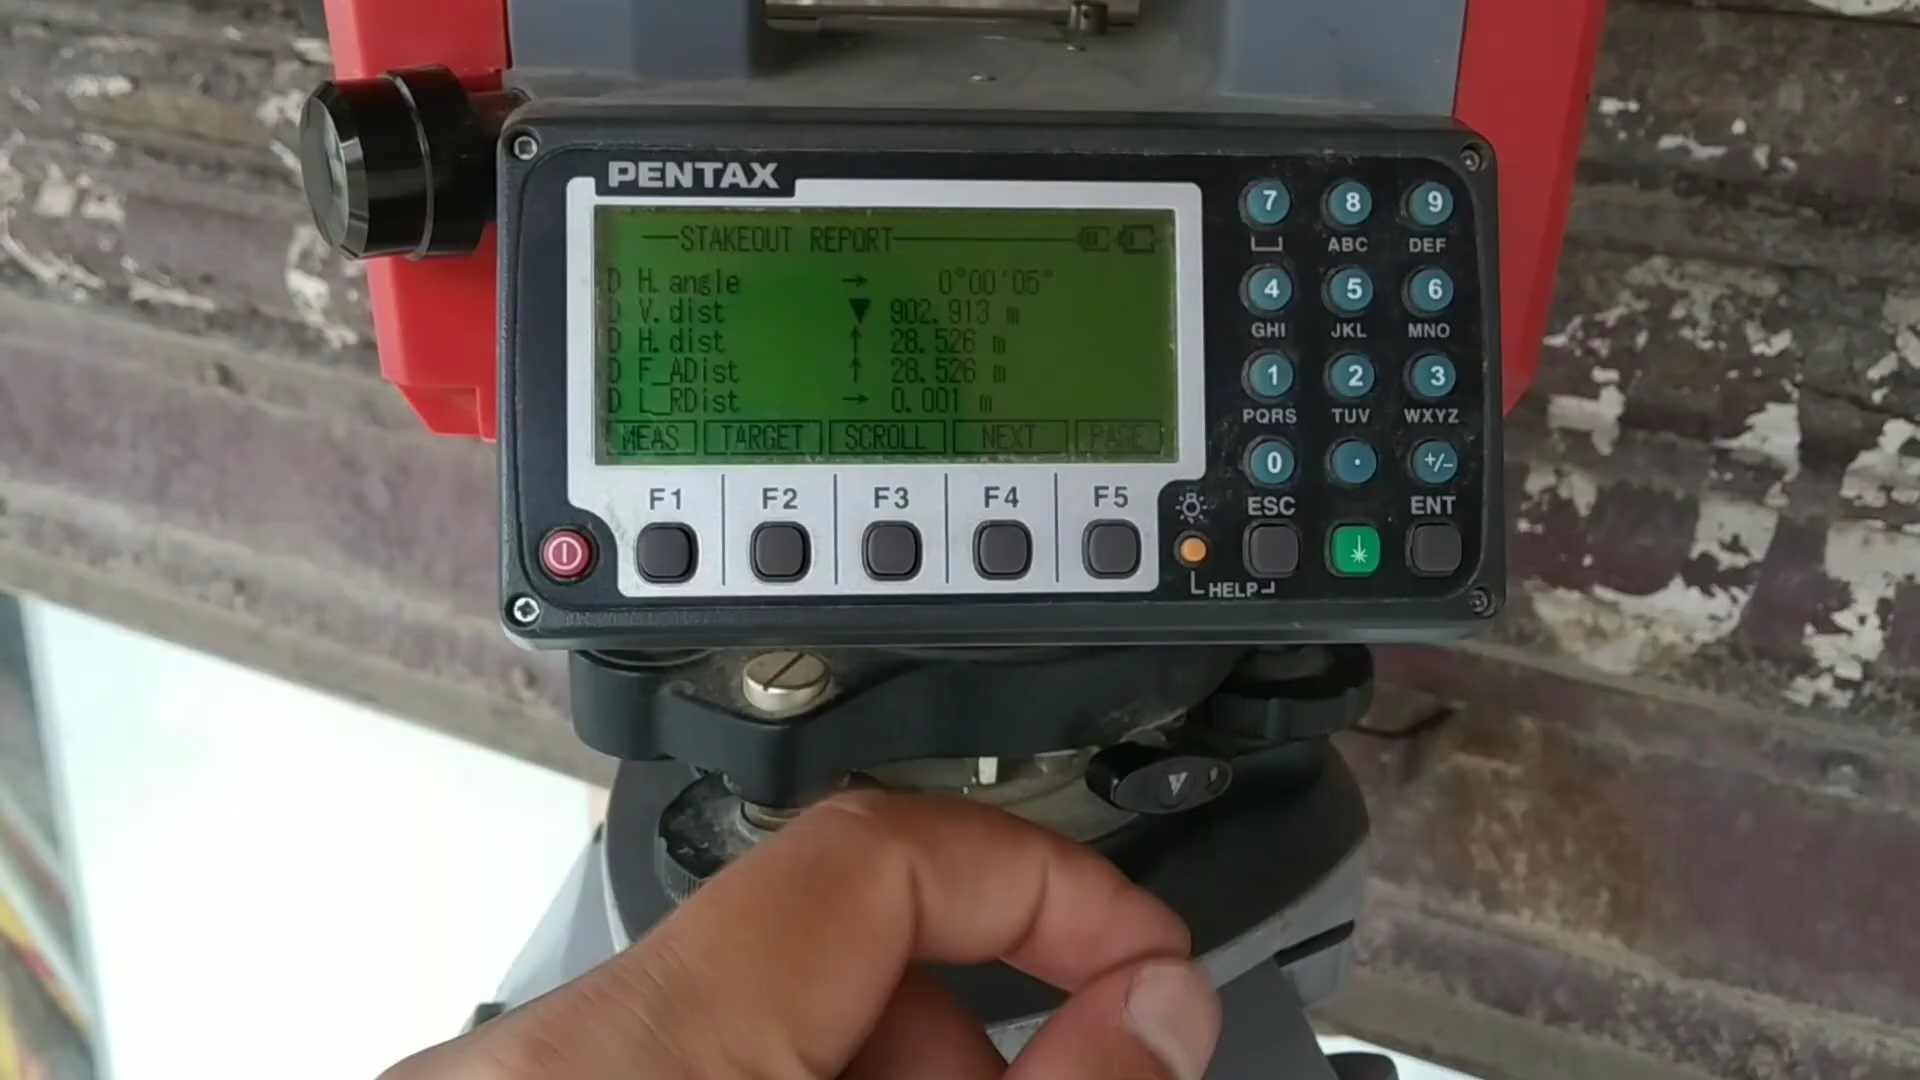 PENTAX
STAKEOUT REPORT
D H.angle → 0°00'05"
D V.dist ▼ 902.913 m
D H.dist ↑ 28.526 m
D F_ADist ↑ 28.526 m
D L_RDist → 0.001 m
MEAS TARGET SCROLL NEXT PAGE
F1 F2 F3 F4 F5
7 8 9
ABC DEF
4 5 6
GHI JKL MNO
1 2 3
PQRS TUV WXYZ
0 . +/-
ESC ENT
HELP